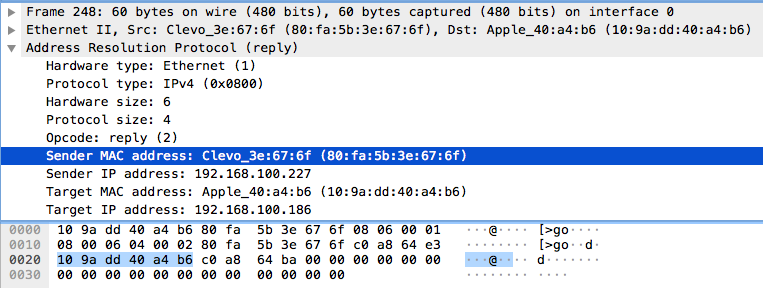 Frame 248: 60 bytes on wire (480 bits), 60 bytes captured (480 bits) on interface 0
Ethernet II, Src: Clevo_3e:67:6f (80:fa:5b:3e:67:6f), Dst: Apple_40:a4:b6 (10:9a:dd:40:a4:b6)
Address Resolution Protocol (reply)
Hardware type: Ethernet (1)
Protocol type: IPv4 (0x0800)
Hardware size: 6
Protocol size: 4
Opcode: reply (2)
Sender MAC address: Clevo_3e:67:6f (80:fa:5b:3e:67:6f)
Sender IP address: 192.168.100.227
Target MAC address: Apple_40:a4:b6 (10:9a:dd:40:a4:b6)
Target IP address: 192.168.100.186
0000 10 9a dd 40 a4 b6 80 fa 5b 3e 67 6f 08 06 00 01 ···@···· [>go····
0010 08 00 06 04 00 02 80 fa 5b 3e 67 6f c0 a8 64 e3 ········ [>go··d·
0020 10 9a dd 40 a4 b6 c0 a8 64 ba 00 00 00 00 00 00 ···@···· d·······
0030 00 00 00 00 00 00 00 00 00 00 00 00 ········ ····